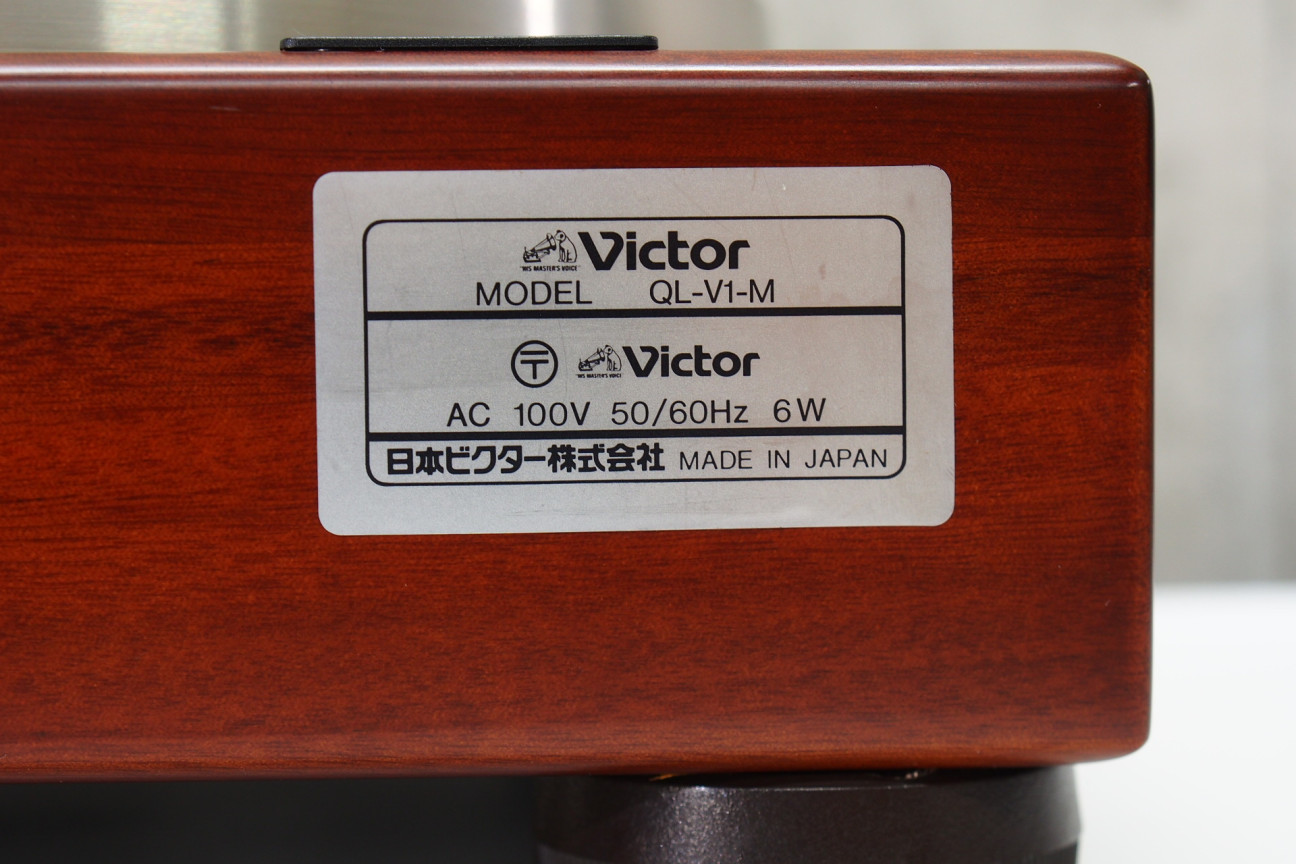 "HIS MASTER'S VOICE" Victor
MODEL QL-V1-M
〒 "HIS MASTER'S VOICE" Victor
AC 100V 50/60Hz 6W
日本ビクター株式会社 MADE IN JAPAN